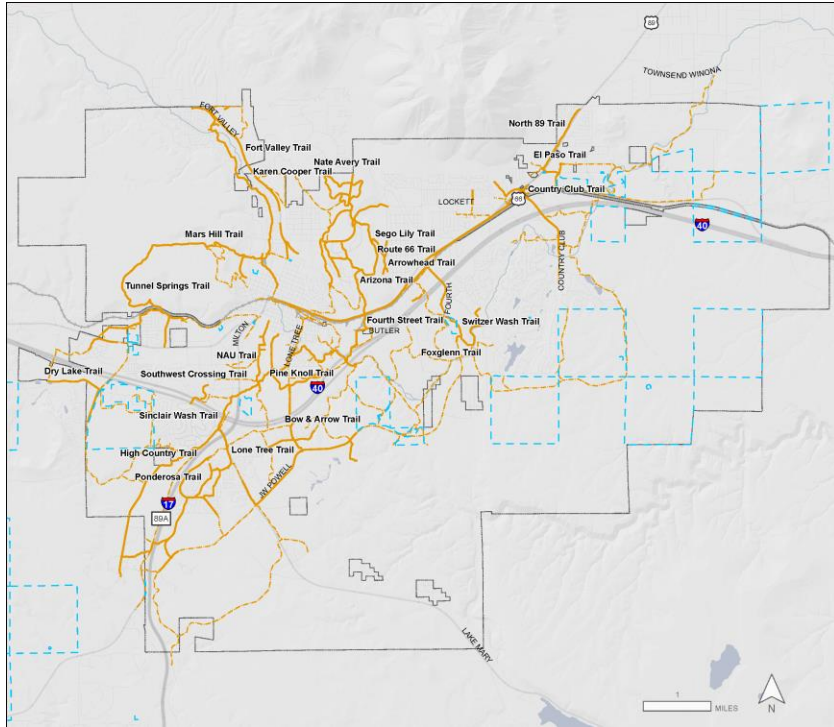 89
TOWNSEND WINONA
FORT VALLEY
North 89 Trail
Fort Valley Trail
El Paso Trail
Nate Avery Trail
Karen Cooper Trail
Country Club Trail
LOCKETT
66
40
Mars Hill Trail
Sego Lily Trail
Route 66 Trail
Arrowhead Trail
COUNTRY CLUB
Arizona Trail
Tunnel Springs Trail
FOURTH
Fourth Street Trail
Switzer Wash Trail
BUTLER
MILTON
LONE TREE
NAU Trail
Foxglenn Trail
Dry Lake Trail
Southwest Crossing Trail
Pine Knoll Trail
40
Sinclair Wash Trail
Bow & Arrow Trail
High Country Trail
Lone Tree Trail
Ponderosa Trail
JW POWELL
17
89A
LAKE MARY
1
MILES
N